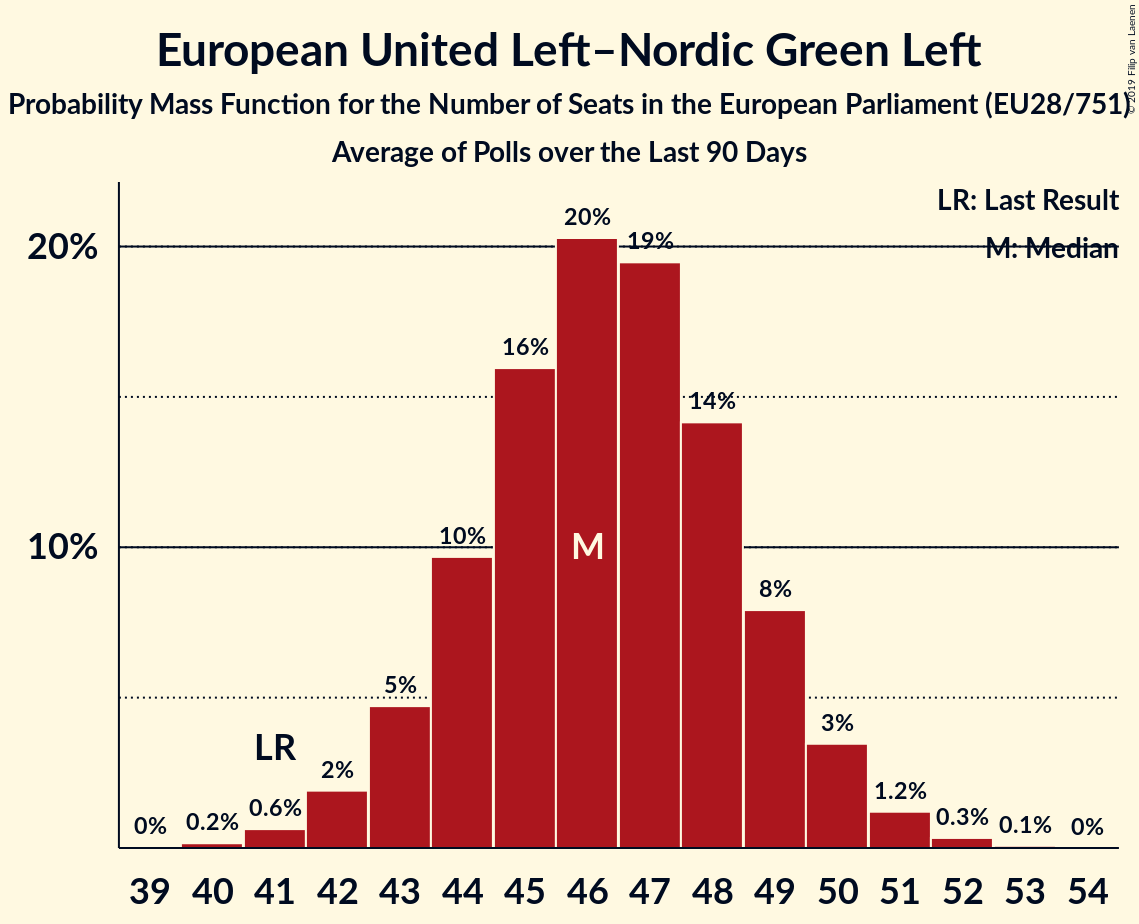 European United Left–Nordic Green Left
Probability Mass Function for the Number of Seats in the European Parliament (EU28/751)
Average of Polls over the Last 90 Days
© 2019 Filip van Laenen
LR: Last Result
M: Median
20%
10%
0%
0.2%
0.6%
2%
5%
10%
16%
20%
19%
14%
8%
3%
1.2%
0.3%
0.1%
0%
LR
M
39 40 41 42 43 44 45 46 47 48 49 50 51 52 53 54